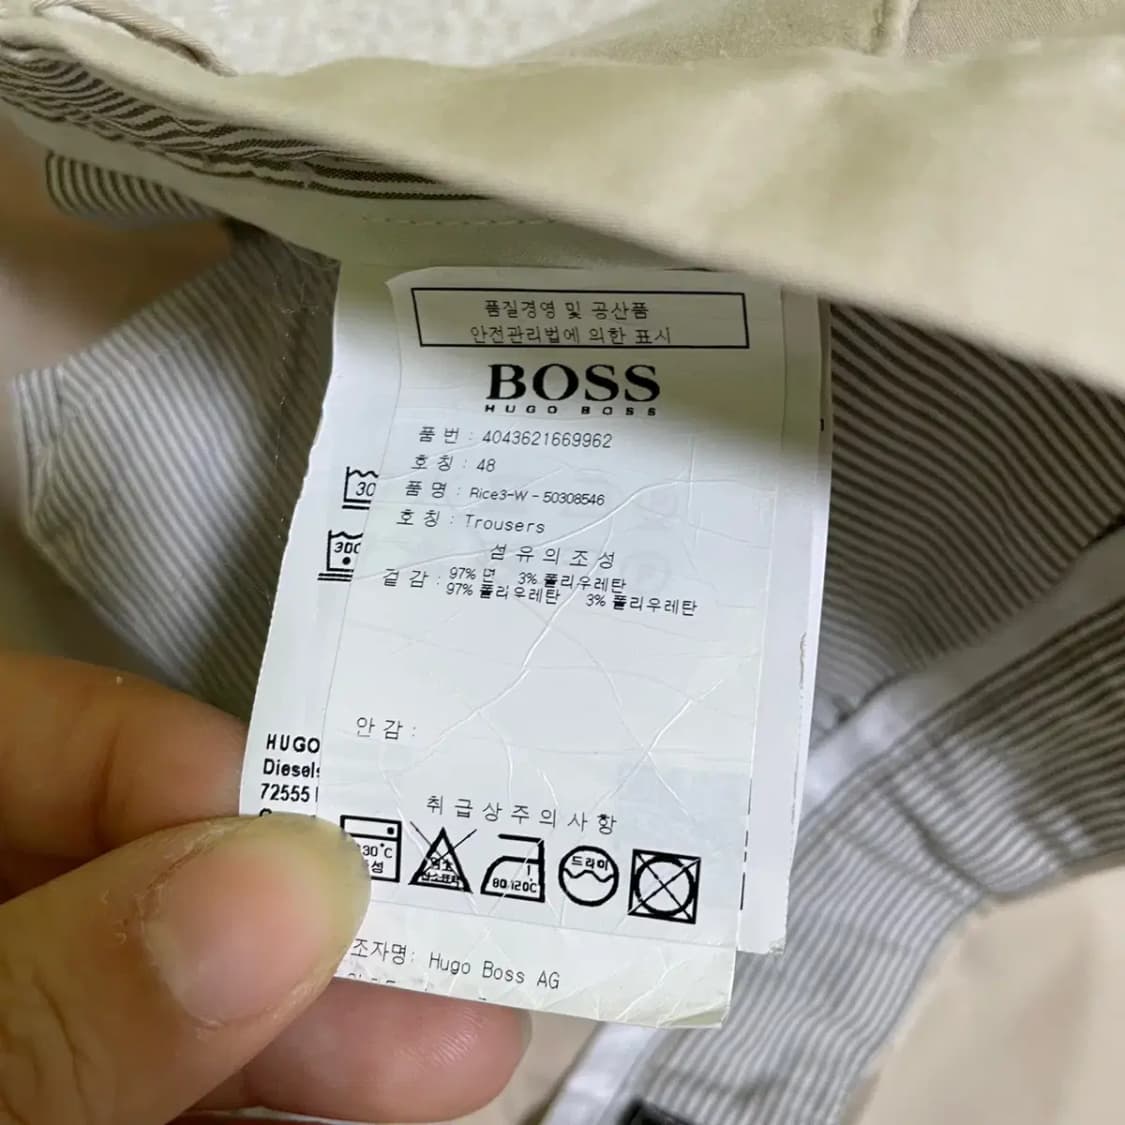 품질경영 및 공산품
안전관리법에 의한 표시
BOSS
HUGO BOSS
품 번 : 4043621669962
호 칭 : 48
품 명 : Rice3-W - 50308546
호 칭 : Trousers
섬 유 의 조 성
겉 감 : 97% 면 3% 폴리우레탄
97% 폴리우레탄 3% 폴리우레탄
안 감 :
취 급 상 주 의 사 항
30°C
드라이
80-120°C
조자명: Hugo Boss AG
30
30C
HUGO
Diesels
72555